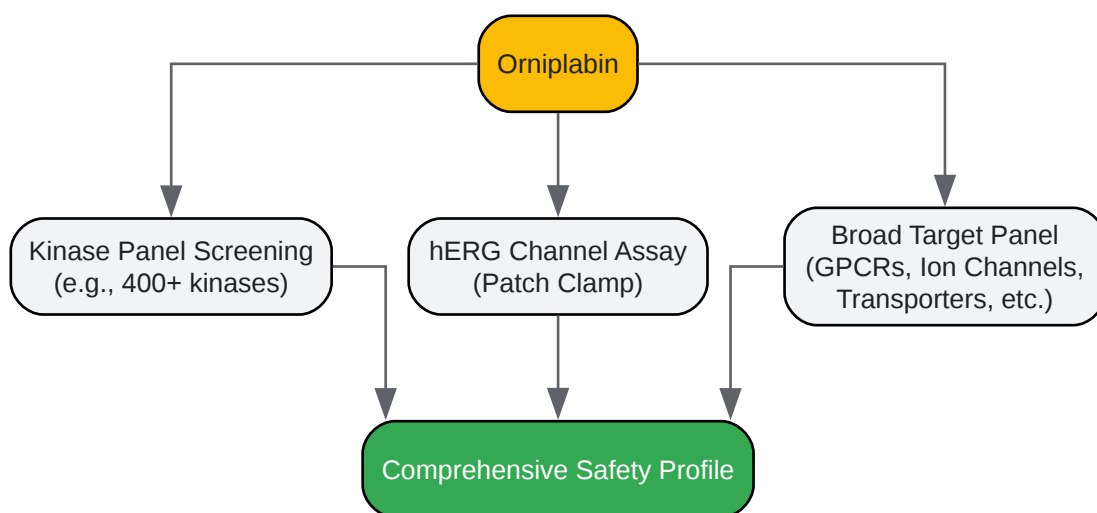 Orniplabin
Kinase Panel Screening
(e.g., 400+ kinases)
hERG Channel Assay
(Patch Clamp)
Broad Target Panel
(GPCRs, Ion Channels,
Transporters, etc.)
Comprehensive Safety Profile